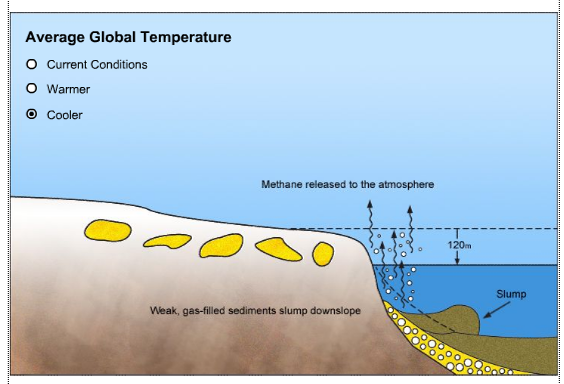 Average Global Temperature
Current Conditions
Warmer
Cooler
Methane released to the atmosphere
120m
Slump
Weak, gas-filled sediments slump downslope